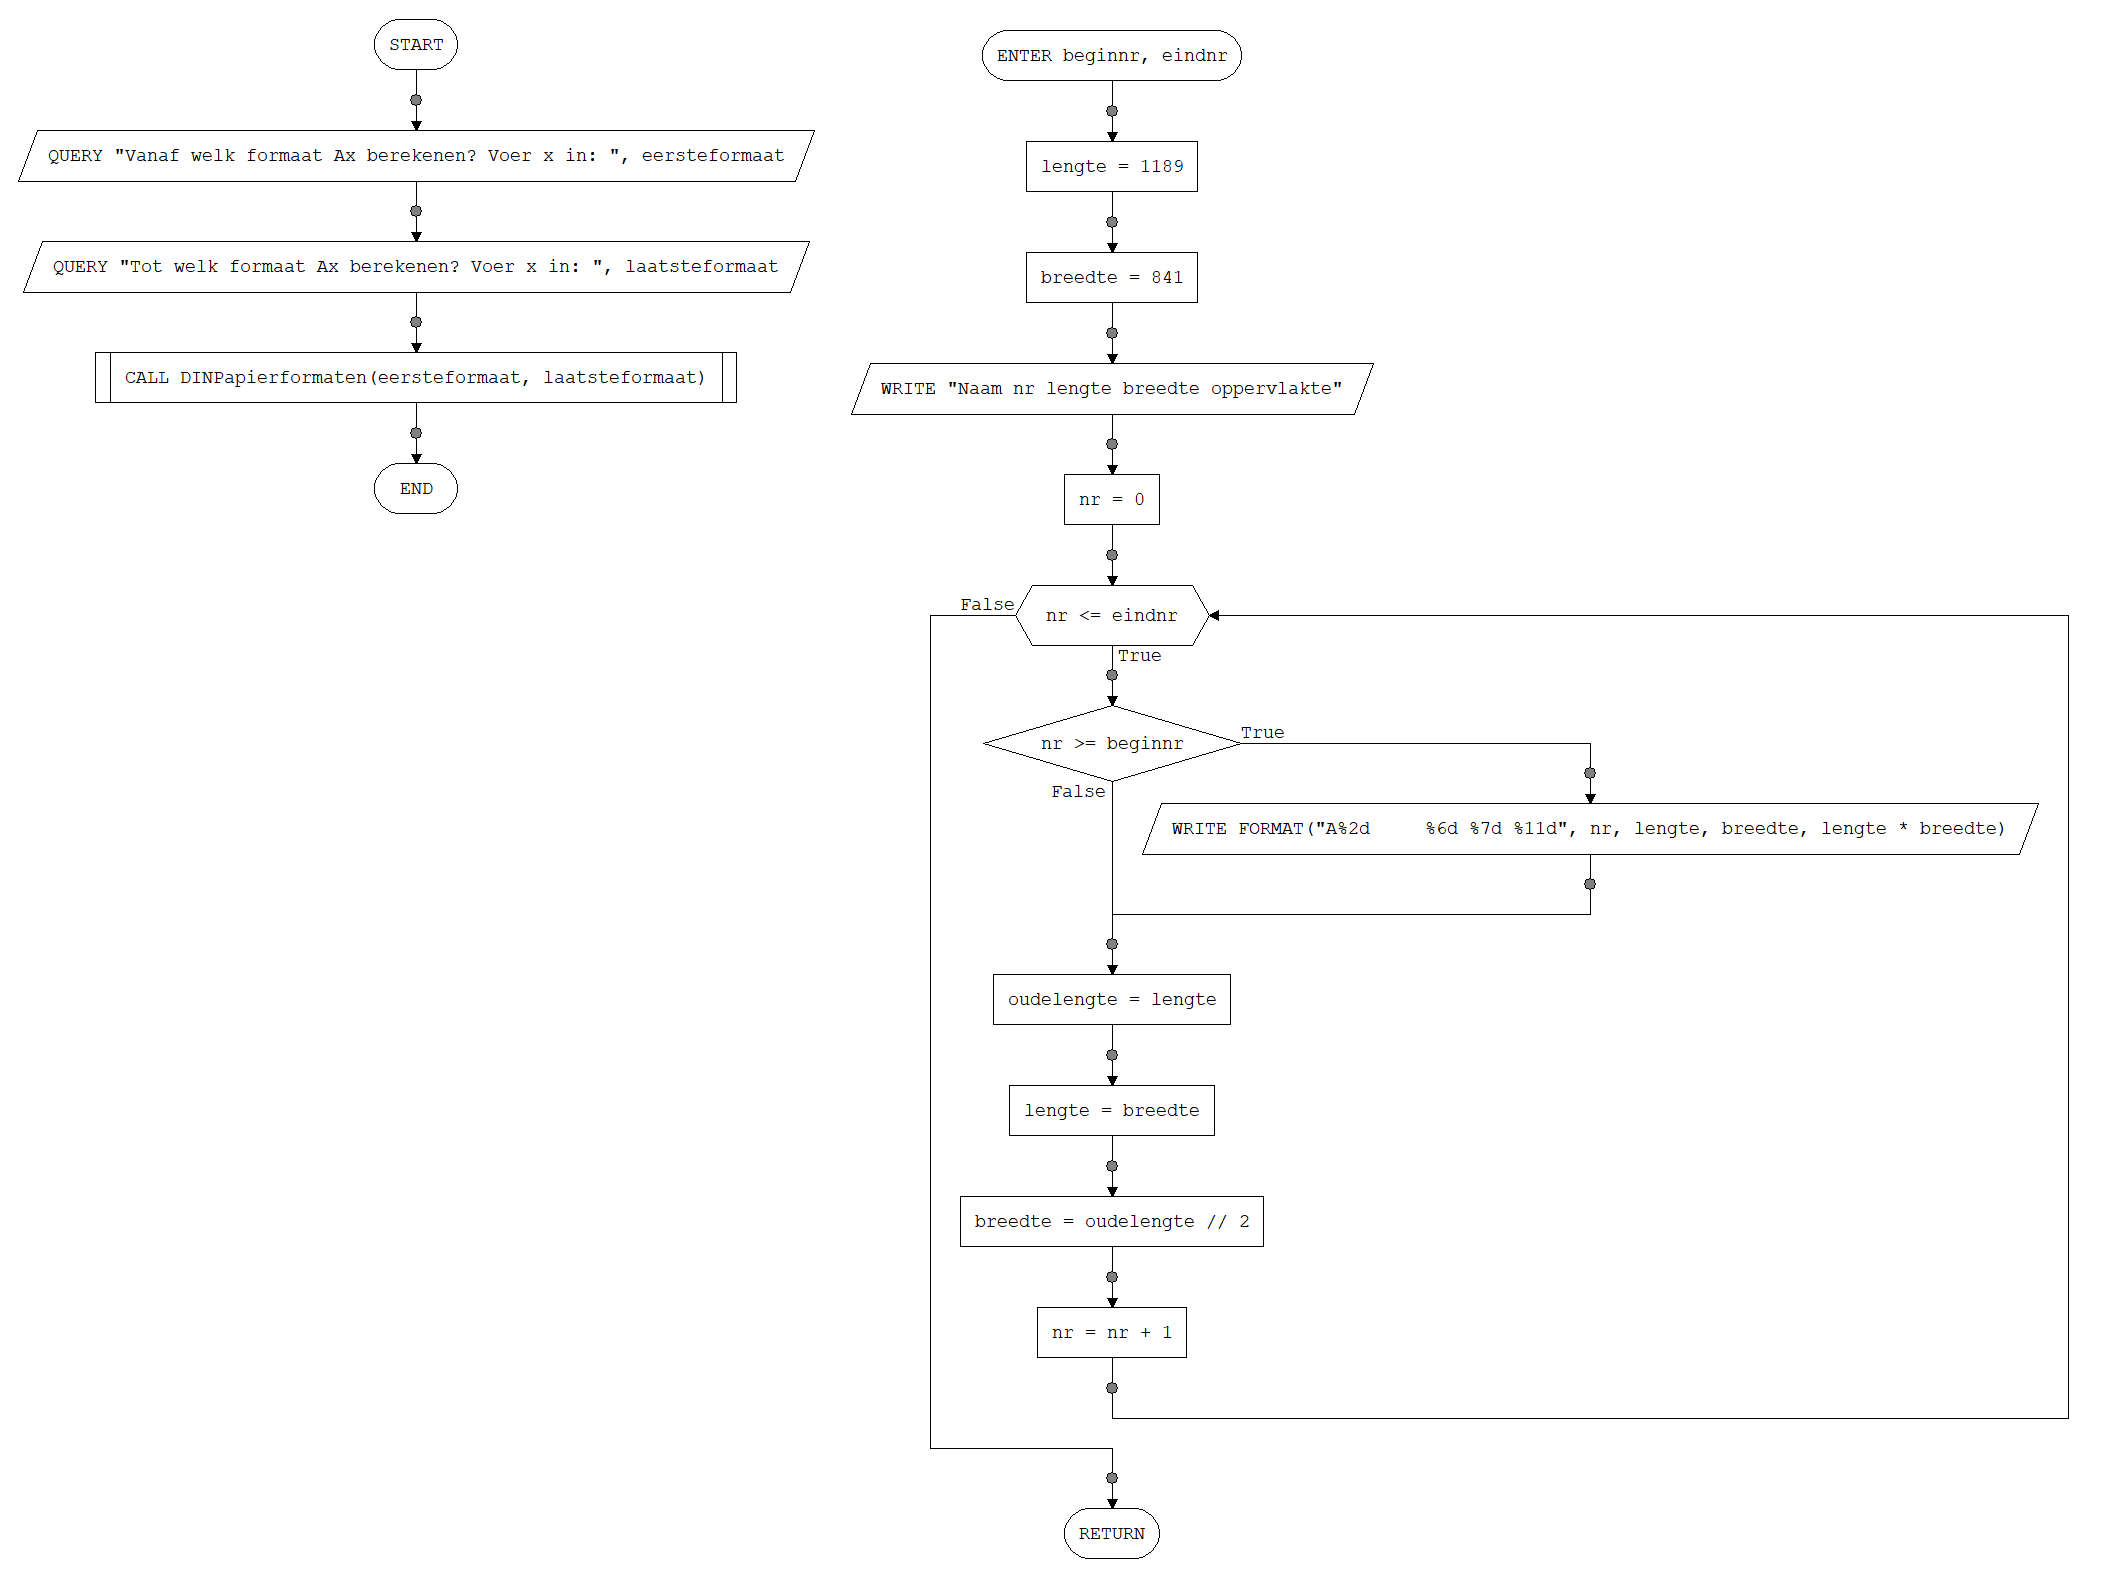 START
QUERY "Vanaf welk formaat Ax berekenen? Voer x in: ", eersteformaat
QUERY "Tot welk formaat Ax berekenen? Voer x in: ", laatsteformaat
CALL DINPapierformaten(eersteformaat, laatsteformaat)
END
ENTER beginnr, eindnr
lengte = 1189
breedte = 841
WRITE "Naam nr lengte breedte oppervlakte"
nr = 0
False
nr <= eindnr
True
nr >= beginnr
True
False
WRITE FORMAT("A%2d     %6d %7d %11d", nr, lengte, breedte, lengte * breedte)
oudelengte = lengte
lengte = breedte
breedte = oudelengte // 2
nr = nr + 1
RETURN